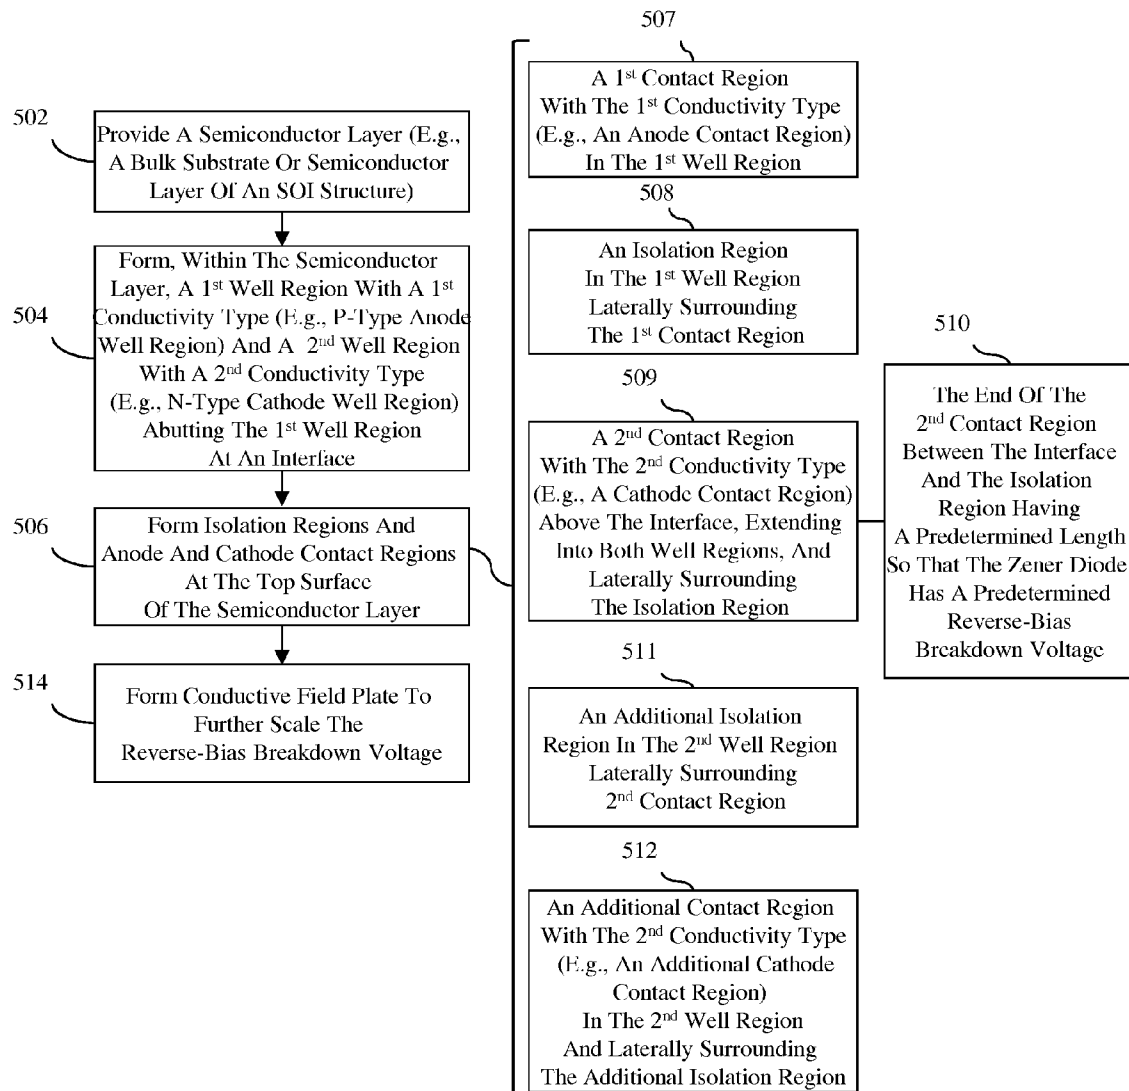 502
Provide A Semiconductor Layer (E.g.,
A Bulk Substrate Or Semiconductor
Layer Of An SOI Structure)
504
Form, Within The Semiconductor
Layer, A 1st Well Region With A 1st
Conductivity Type (E.g., P-Type Anode
Well Region) And A 2nd Well Region
With A 2nd Conductivity Type
(E.g., N-Type Cathode Well Region)
Abutting The 1st Well Region
At An Interface
506
Form Isolation Regions And
Anode And Cathode Contact Regions
At The Top Surface
Of The Semiconductor Layer
514
Form Conductive Field Plate To
Further Scale The
Reverse-Bias Breakdown Voltage
507
A 1st Contact Region
With The 1st Conductivity Type
(E.g., An Anode Contact Region)
In The 1st Well Region
508
An Isolation Region
In The 1st Well Region
Laterally Surrounding
The 1st Contact Region
509
A 2nd Contact Region
With The 2nd Conductivity Type
(E.g., A Cathode Contact Region)
Above The Interface, Extending
Into Both Well Regions, And
Laterally Surrounding
The Isolation Region
510
The End Of The
2nd Contact Region
Between The Interface
And The Isolation
Region Having
A Predetermined Length
So That The Zener Diode
Has A Predetermined
Reverse-Bias
Breakdown Voltage
511
An Additional Isolation
Region In The 2nd Well Region
Laterally Surrounding
2nd Contact Region
512
An Additional Contact Region
With The 2nd Conductivity Type
(E.g., An Additional Cathode
Contact Region)
In The 2nd Well Region
And Laterally Surrounding
The Additional Isolation Region